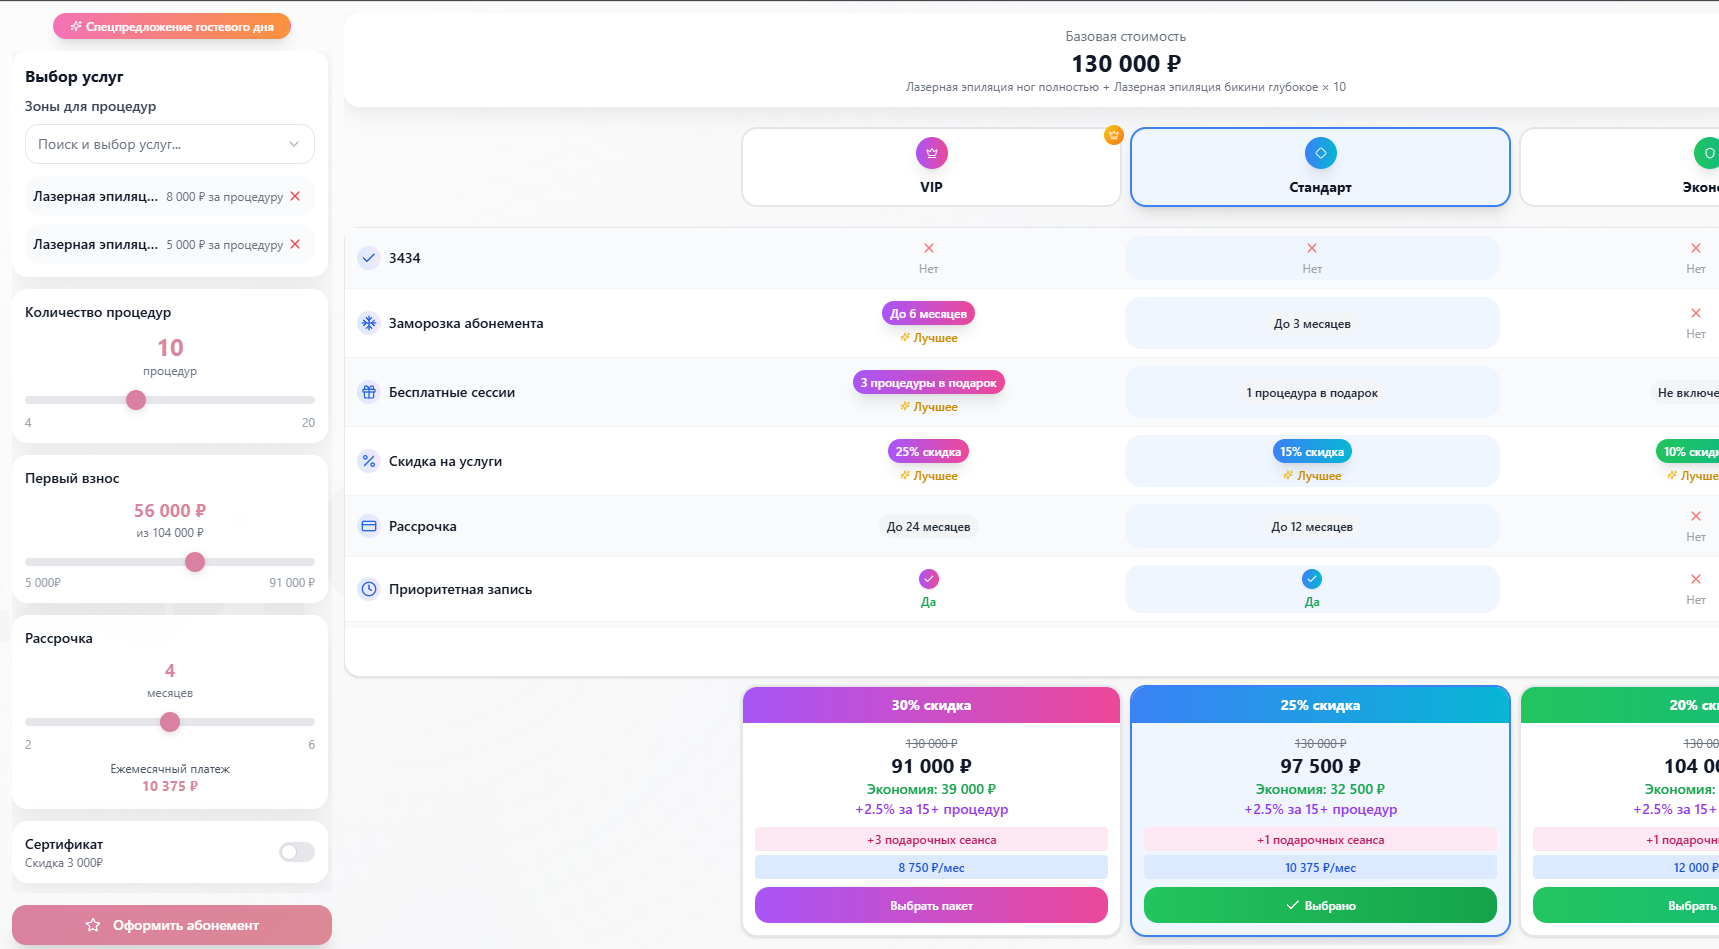 Спецпредложение гостевого дня
Выбор услуг
Зоны для процедур
Поиск и выбор услуг...
Лазерная эпиляц... 8 000 ₽ за процедуру
Лазерная эпиляц... 5 000 ₽ за процедуру
Количество процедур
10
процедур
4 20
Первый взнос
56 000 ₽
из 104 000 ₽
5 000₽ 91 000 ₽
Рассрочка
4
месяцев
2 6
Ежемесячный платеж
10 375 ₽
Сертификат
Скидка 3 000₽
Оформить абонемент
Базовая стоимость
130 000 ₽
Лазерная эпиляция ног полностью + Лазерная эпиляция бикини глубокое × 10
VIP Стандарт Экон
3434 Нет Нет Нет
Заморозка абонемента До 6 месяцев До 3 месяцев Нет
Лучшее
Бесплатные сессии 3 процедуры в подарок 1 процедура в подарок Не включе
Лучшее
Скидка на услуги 25% скидка 15% скидка 10% скидк
Лучшее Лучшее Лучше
Рассрочка До 24 месяцев До 12 месяцев Нет
Приоритетная запись Да Да Нет
30% скидка
130 000 ₽
91 000 ₽
Экономия: 39 000 ₽
+2.5% за 15+ процедур
+3 подарочных сеанса
8 750 ₽/мес
Выбрать пакет
25% скидка
130 000 ₽
97 500 ₽
Экономия: 32 500 ₽
+2.5% за 15+ процедур
+1 подарочных сеанса
10 375 ₽/мес
Выбрано
20% ски
130 00
104 00
Экономия:
+2.5% за 15+
+1 подарочн
12 000 ₽
Выбрать